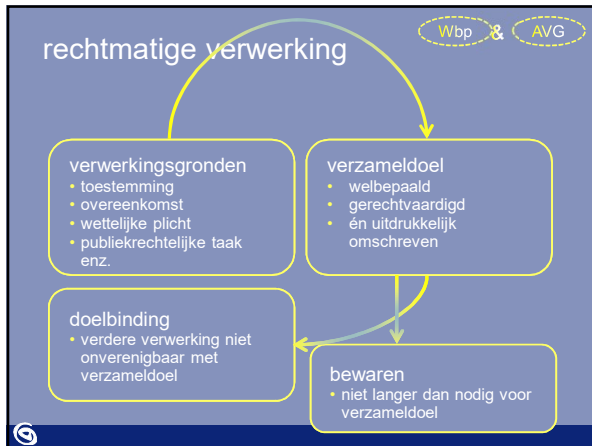 rechtmatige verwerking
Wbp & AVG
verwerkingsgronden
• toestemming
• overeenkomst
• wettelijke plicht
• publiekrechtelijke taak
enz.
verzameldoel
• welbepaald
• gerechtvaardigd
• én uitdrukkelijk
omschreven
doelbinding
• verdere verwerking niet
onverenigbaar met
verzameldoel
bewaren
• niet langer dan nodig voor
verzameldoel